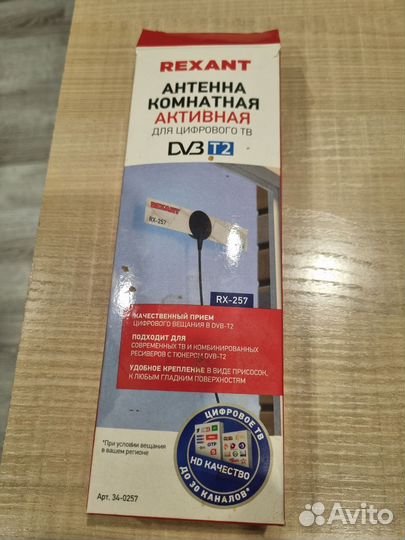 REXANT
АНТЕННА
КОМНАТНАЯ
АКТИВНАЯ
ДЛЯ ЦИФРОВОГО ТВ
DVB T2
REXANT
RX-257
RX-257
КАЧЕСТВЕННЫЙ ПРИЕМ
ЦИФРОВОГО ВЕЩАНИЯ В DVB-T2
ПОДХОДИТ ДЛЯ
СОВРЕМЕННЫХ ТВ И КОМБИНИРОВАННЫХ
РЕСИВЕРОВ С ТЮНЕРОМ DVB-T2
УДОБНОЕ КРЕПЛЕНИЕ В ВИДЕ ПРИСОСОК,
К ЛЮБЫМ ГЛАДКИМ ПОВЕРХНОСТЯМ
ЦИФРОВОЕ ТВ
HD КАЧЕСТВО
ДО 30 КАНАЛОВ*
*При условии вещания
в вашем регионе
Арт. 34-0257
Avito